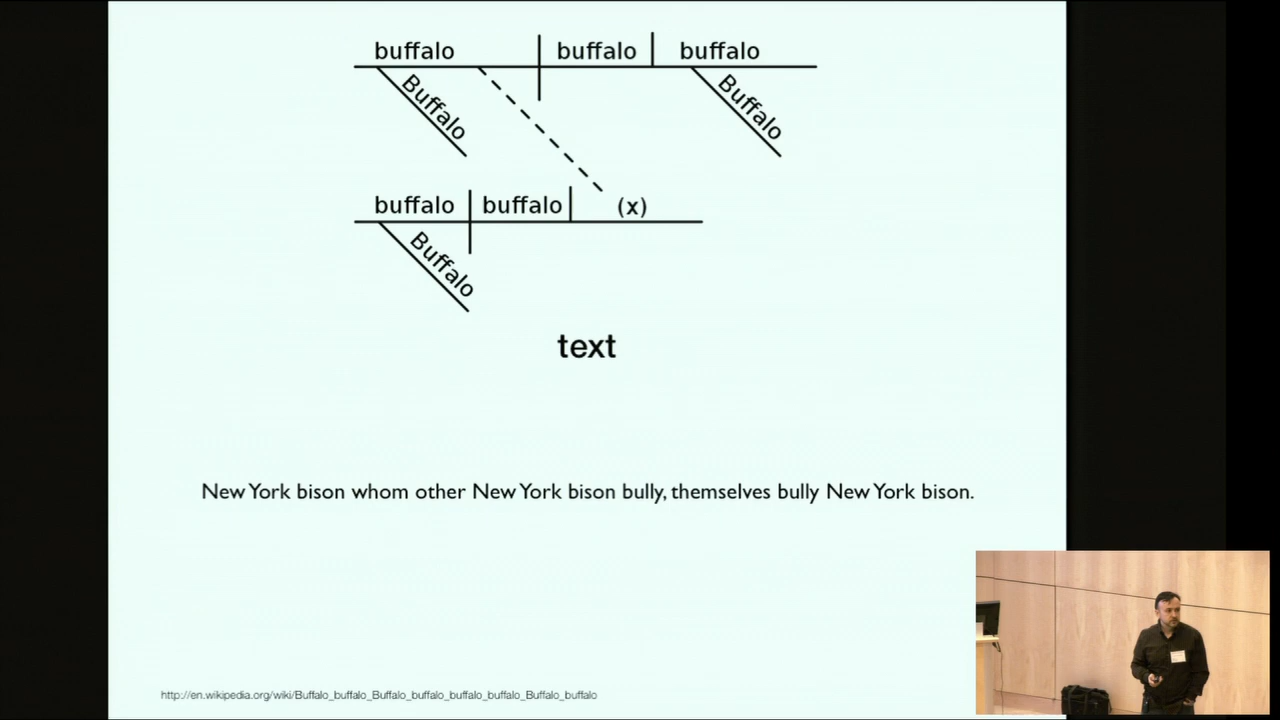 buffalo buffalo buffalo
Buffalo Buffalo
buffalo buffalo (x)
Buffalo
text
New York bison whom other New York bison bully, themselves bully New York bison.
http://en.wikipedia.org/wiki/Buffalo_buffalo_Buffalo_buffalo_buffalo_buffalo_Buffalo_buffalo